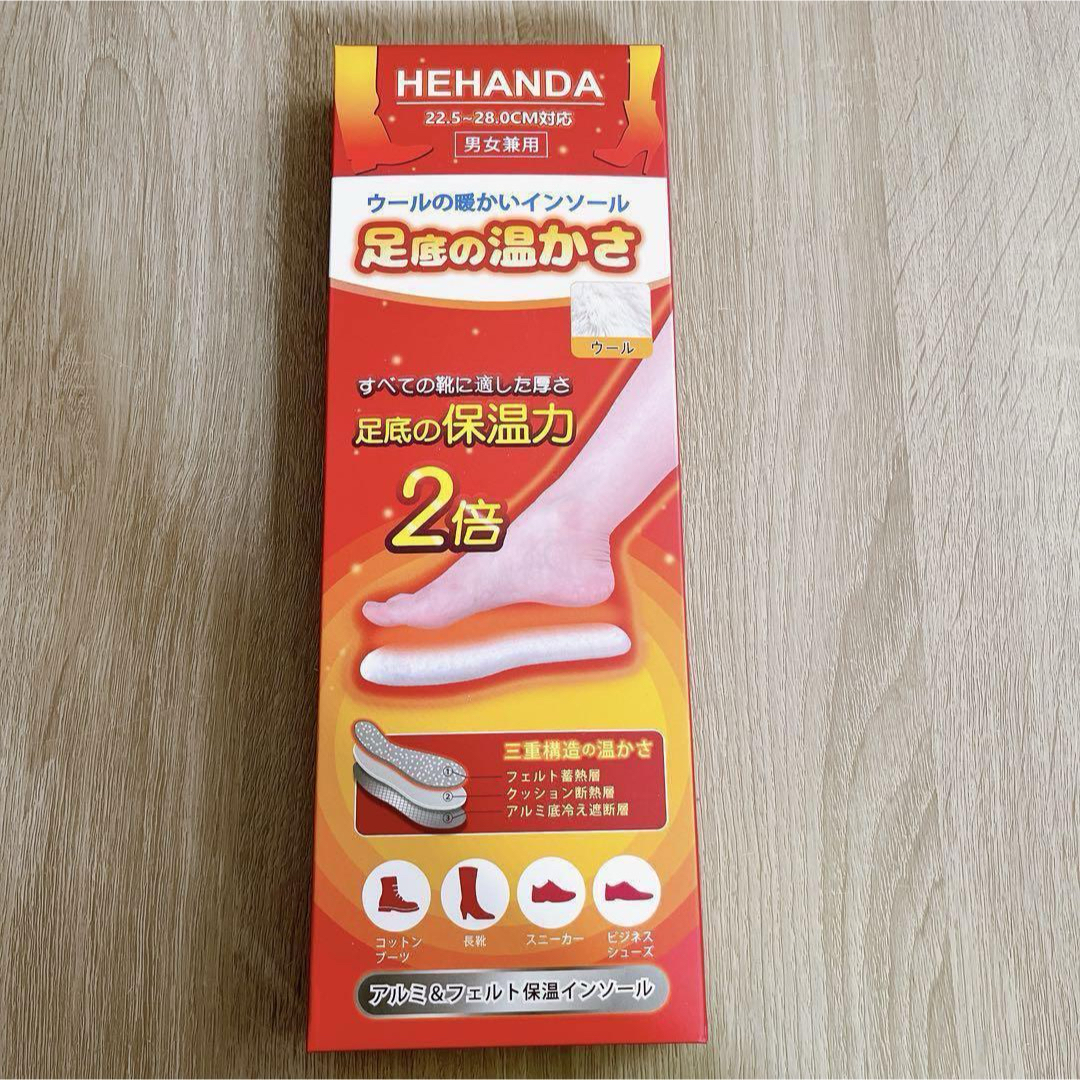 HEHANDA
22.5~28.0CM対応
男女兼用
ウールの暖かいインソール
足底の温かさ
ウール
すべての靴に適した厚さ
足底の保温力
2倍
三重構造の温かさ
① フェルト蓄熱層
② クッション断熱層
③ アルミ底冷え遮断層
コットン
ブーツ
長靴
スニーカー
ビジネス
シューズ
アルミ&フェルト保温インソール